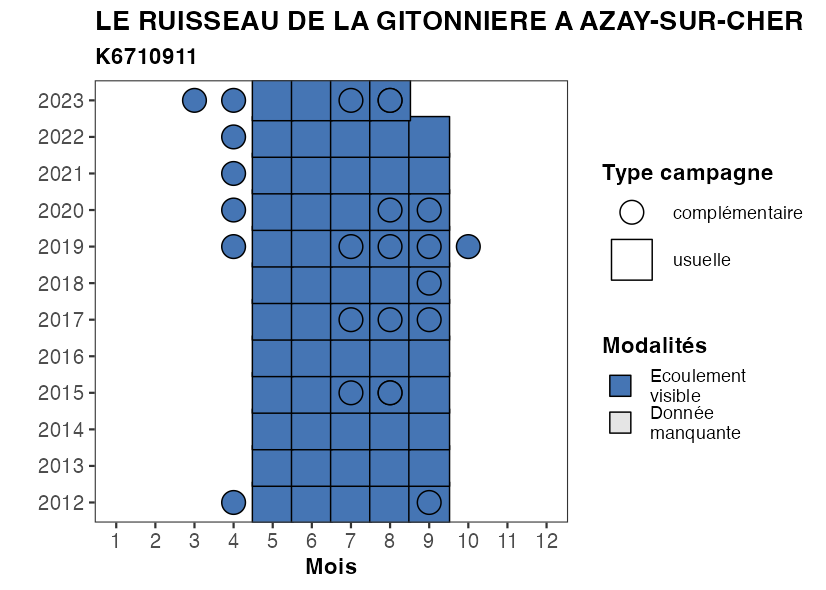 LE RUISSEAU DE LA GITONNIERE A AZAY-SUR-CHER
K6710911
2023
2022
2021
2020
2019
2018
2017
2016
2015
2014
2013
2012
1 2 3 4 5 6 7 8 9 10 11 12
Mois
Type campagne
complémentaire
usuelle
Modalités
Ecoulement
visible
Donnée
manquante